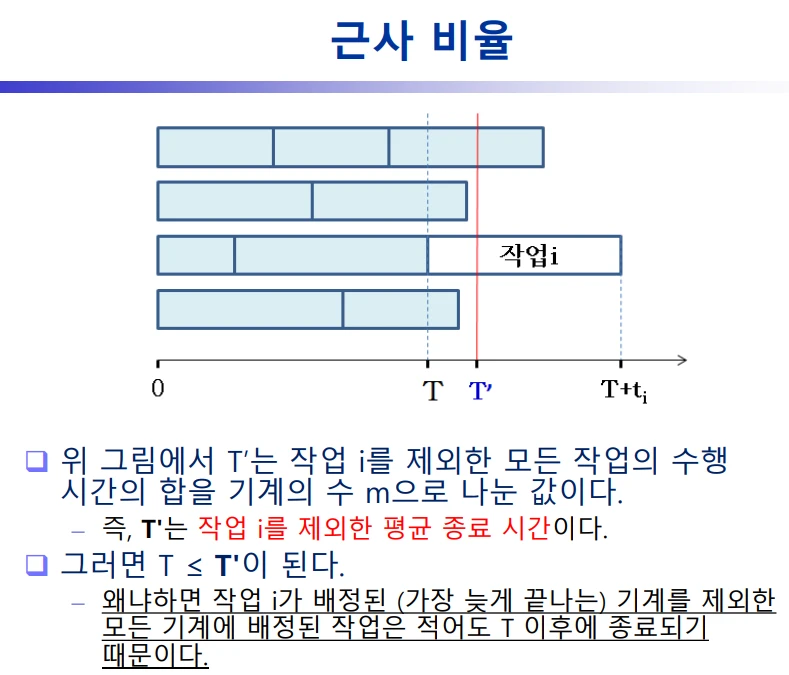 근사 비율
작업i
0 T T’ T+ti
❑ 위 그림에서 T’는 작업 i를 제외한 모든 작업의 수행
시간의 합을 기계의 수 m으로 나눈 값이다.
– 즉, T'는 작업 i를 제외한 평균 종료 시간이다.
❑ 그러면 T ≤ T'이 된다.
– 왜냐하면 작업 i가 배정된 (가장 늦게 끝나는) 기계를 제외한
모든 기계에 배정된 작업은 적어도 T 이후에 종료되기
때문이다.